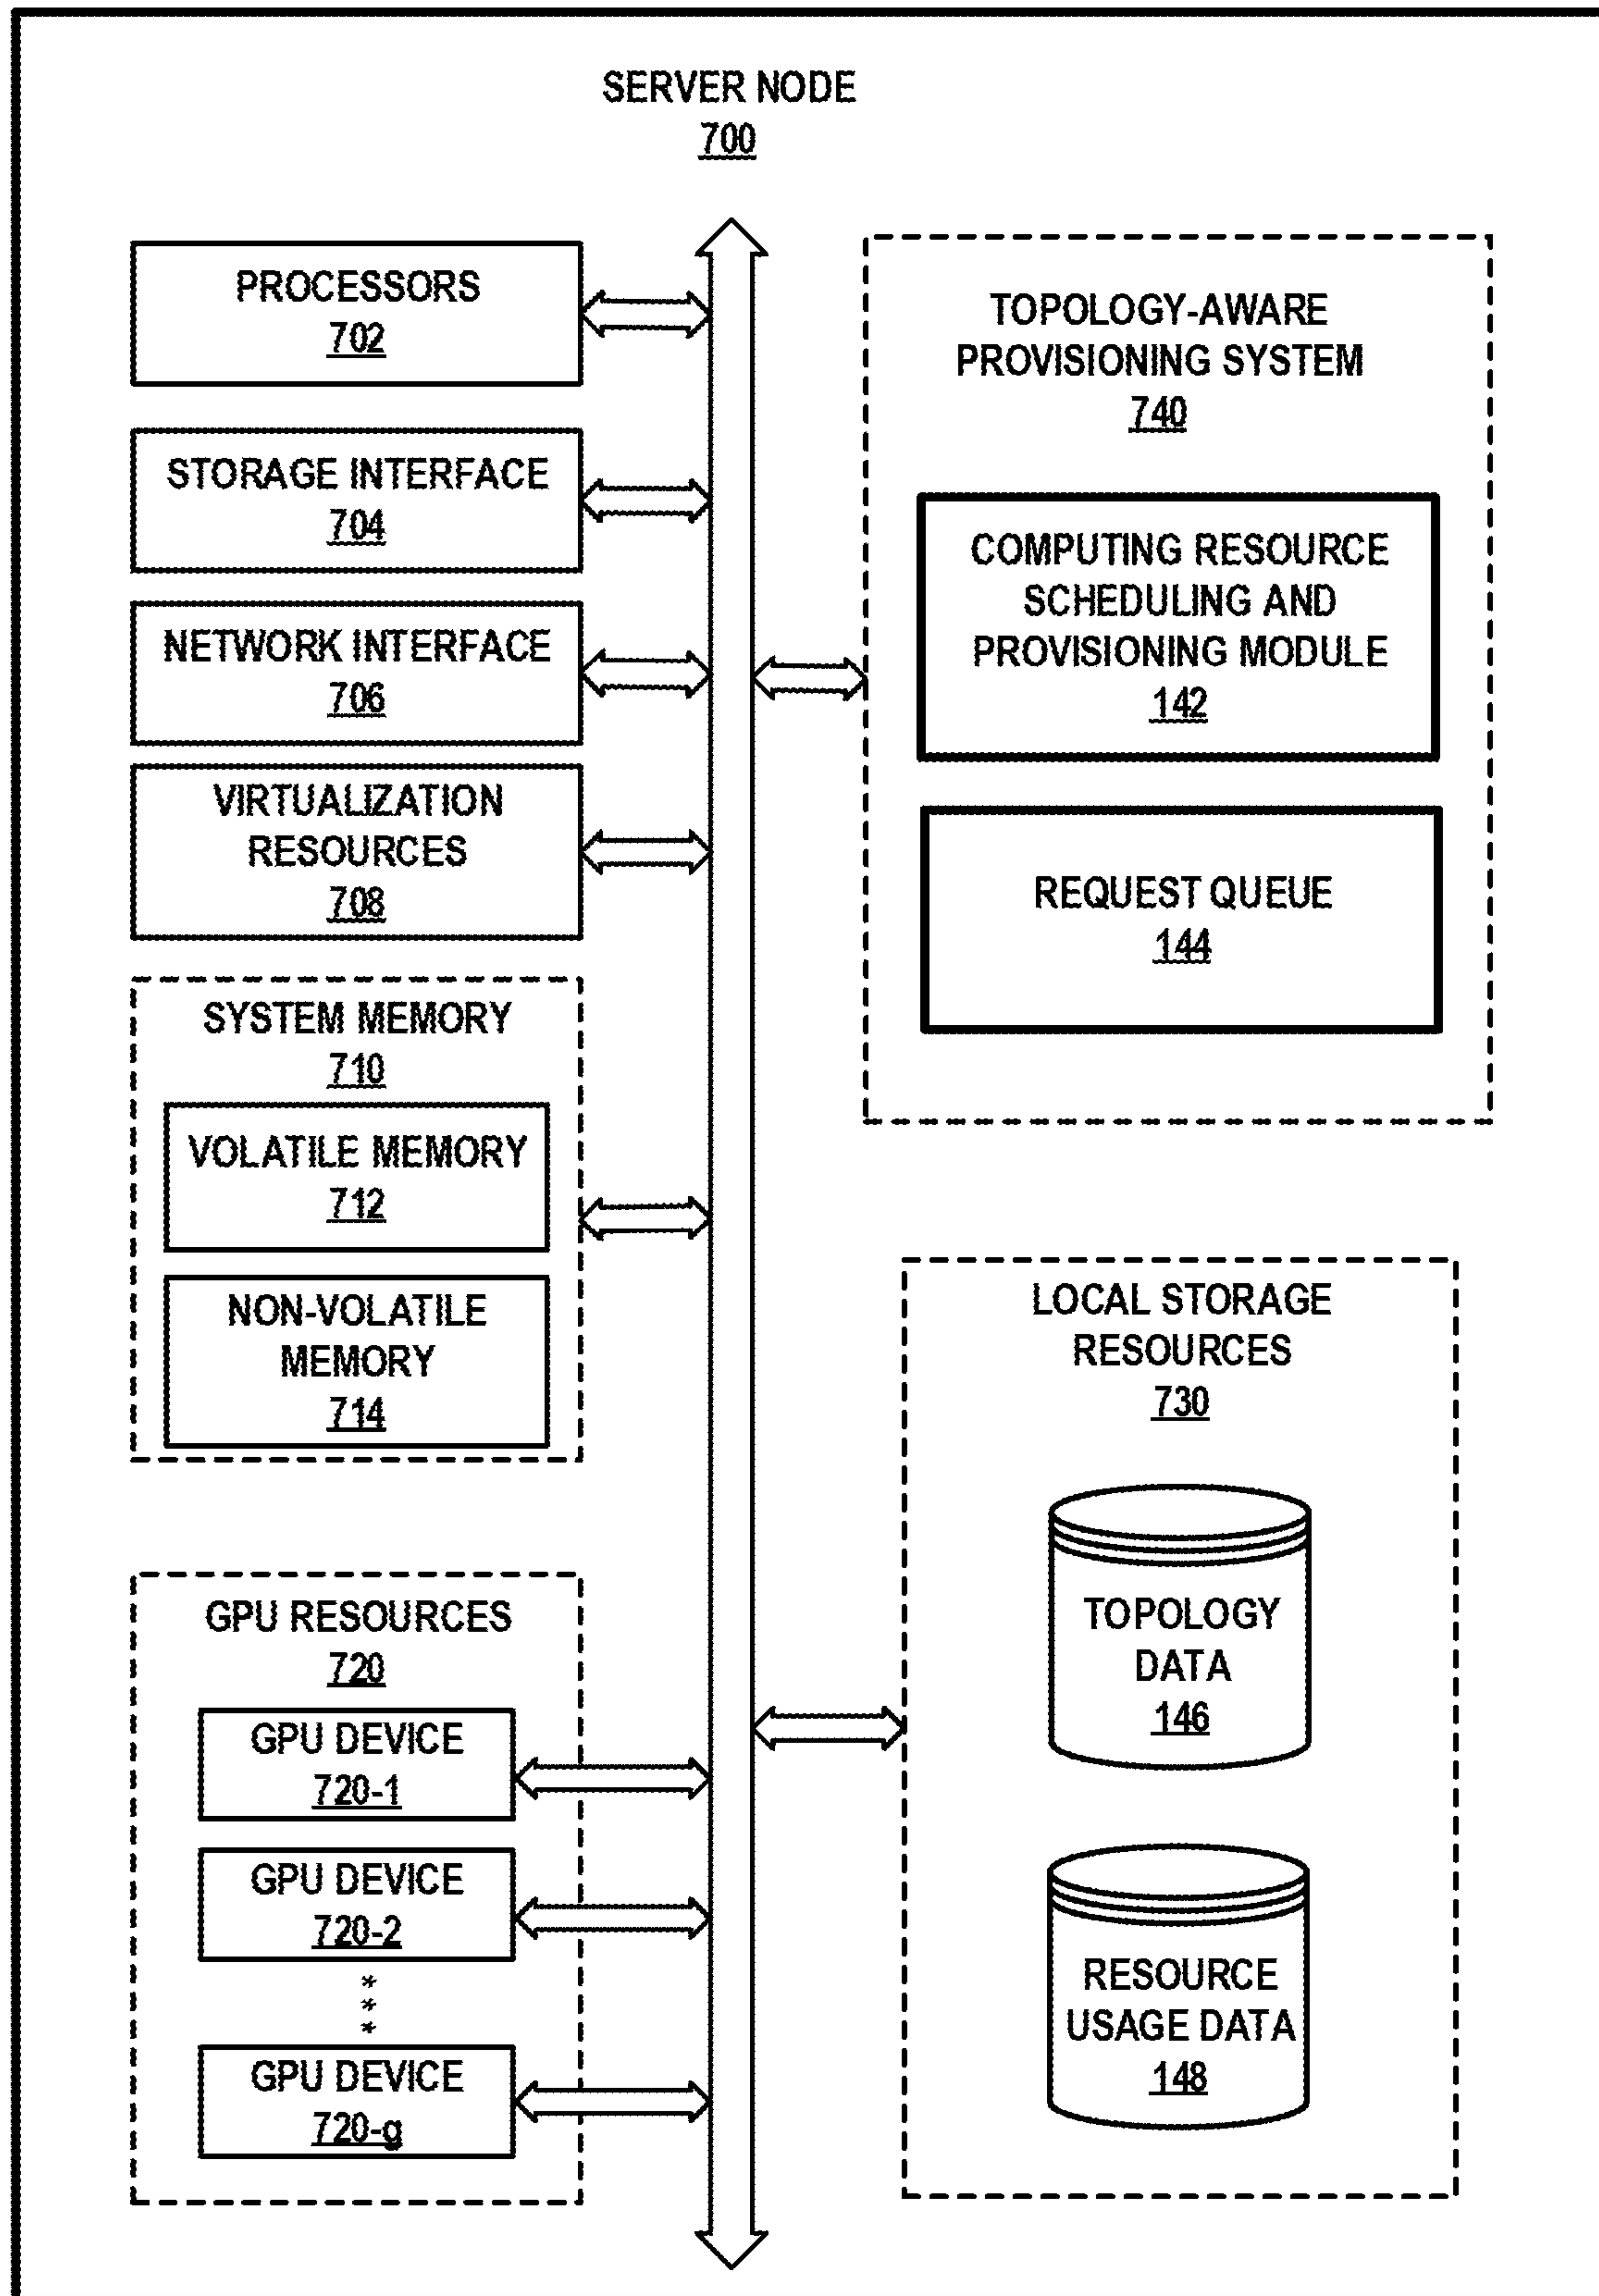 SERVER NODE
700
PROCESSORS
702
STORAGE INTERFACE
704
NETWORK INTERFACE
706
VIRTUALIZATION
RESOURCES
708
SYSTEM MEMORY
710
VOLATILE MEMORY
712
NON-VOLATILE
MEMORY
714
GPU RESOURCES
720
GPU DEVICE
720-1
GPU DEVICE
720-2
* * *
GPU DEVICE
720-g
TOPOLOGY-AWARE
PROVISIONING SYSTEM
740
COMPUTING RESOURCE
SCHEDULING AND
PROVISIONING MODULE
142
REQUEST QUEUE
144
LOCAL STORAGE
RESOURCES
730
TOPOLOGY
DATA
146
RESOURCE
USAGE DATA
148